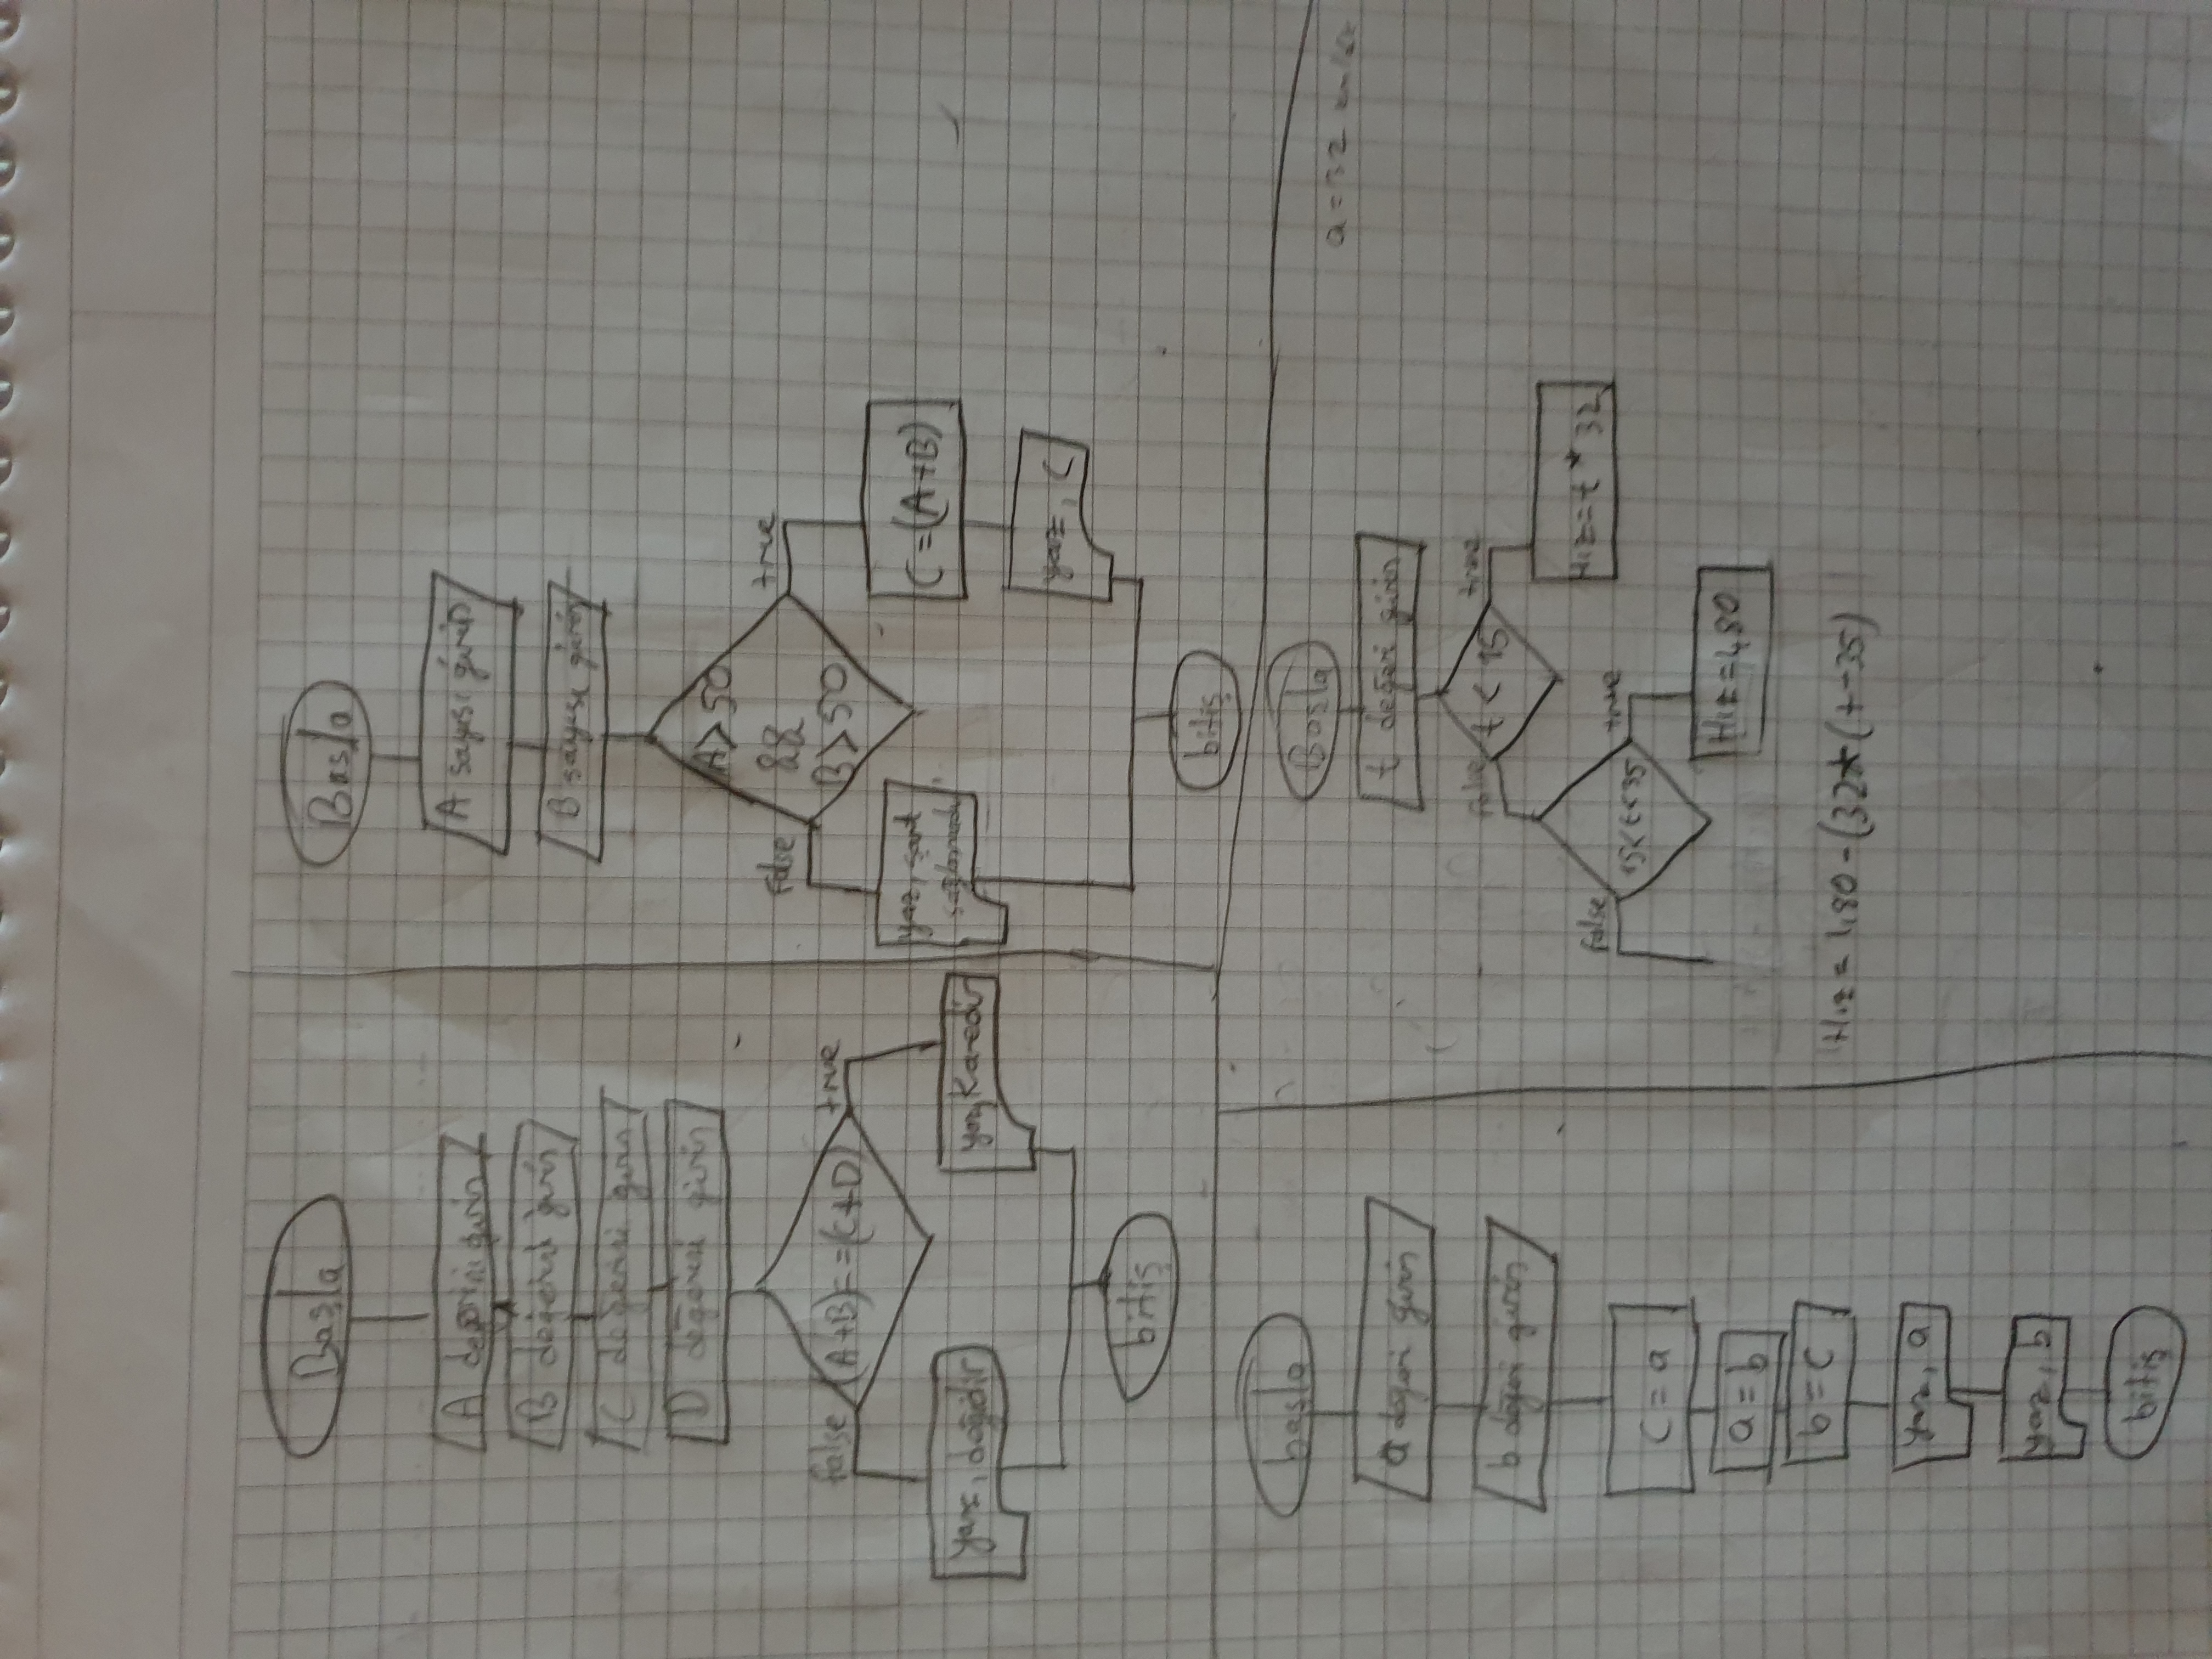 Başla
A değerini girin
B değerini girin
C değerini girin
D değerini girin
(A+B)==(C+D)
false
true
yaz, değildir
yaz, Karedir
bitiş
Başla
A sayısı girin
B sayısı girin
A>50
&&
B>50
false
true
yaz, şart
sağlanmadı
C=(A+B)
yaz, C
bitiş
başla
a değeri girin
b değeri girin
c=a
a=b
b=c
yaz, a
yaz, b
bitiş
a=32
Başla
t değeri girin
t < 15
false
true
Hız=t*32
15<t<35
false
true
Hız=480
Hız = 480-(32*(t-35)